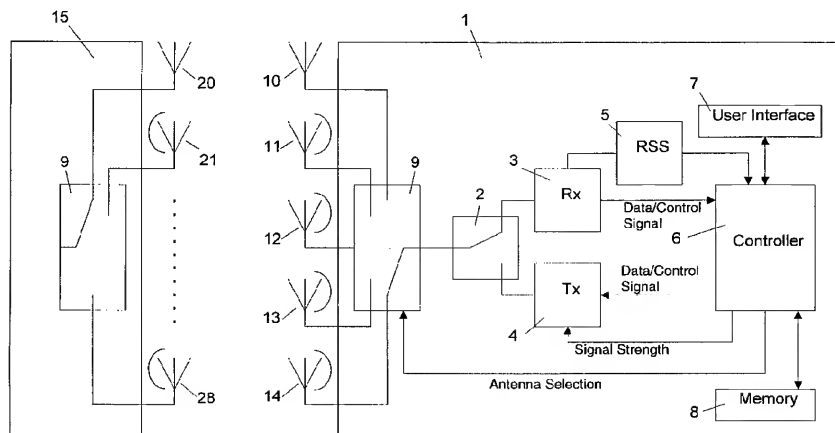 15
1
20
10
7
User Interface
5
RSS
21
11
9
9
3
Rx
2
Data/Control
Signal
6
Controller
12
Data/Control
Signal
Tx
13
4
Signal Strength
28
14
Antenna Selection
Memory
8